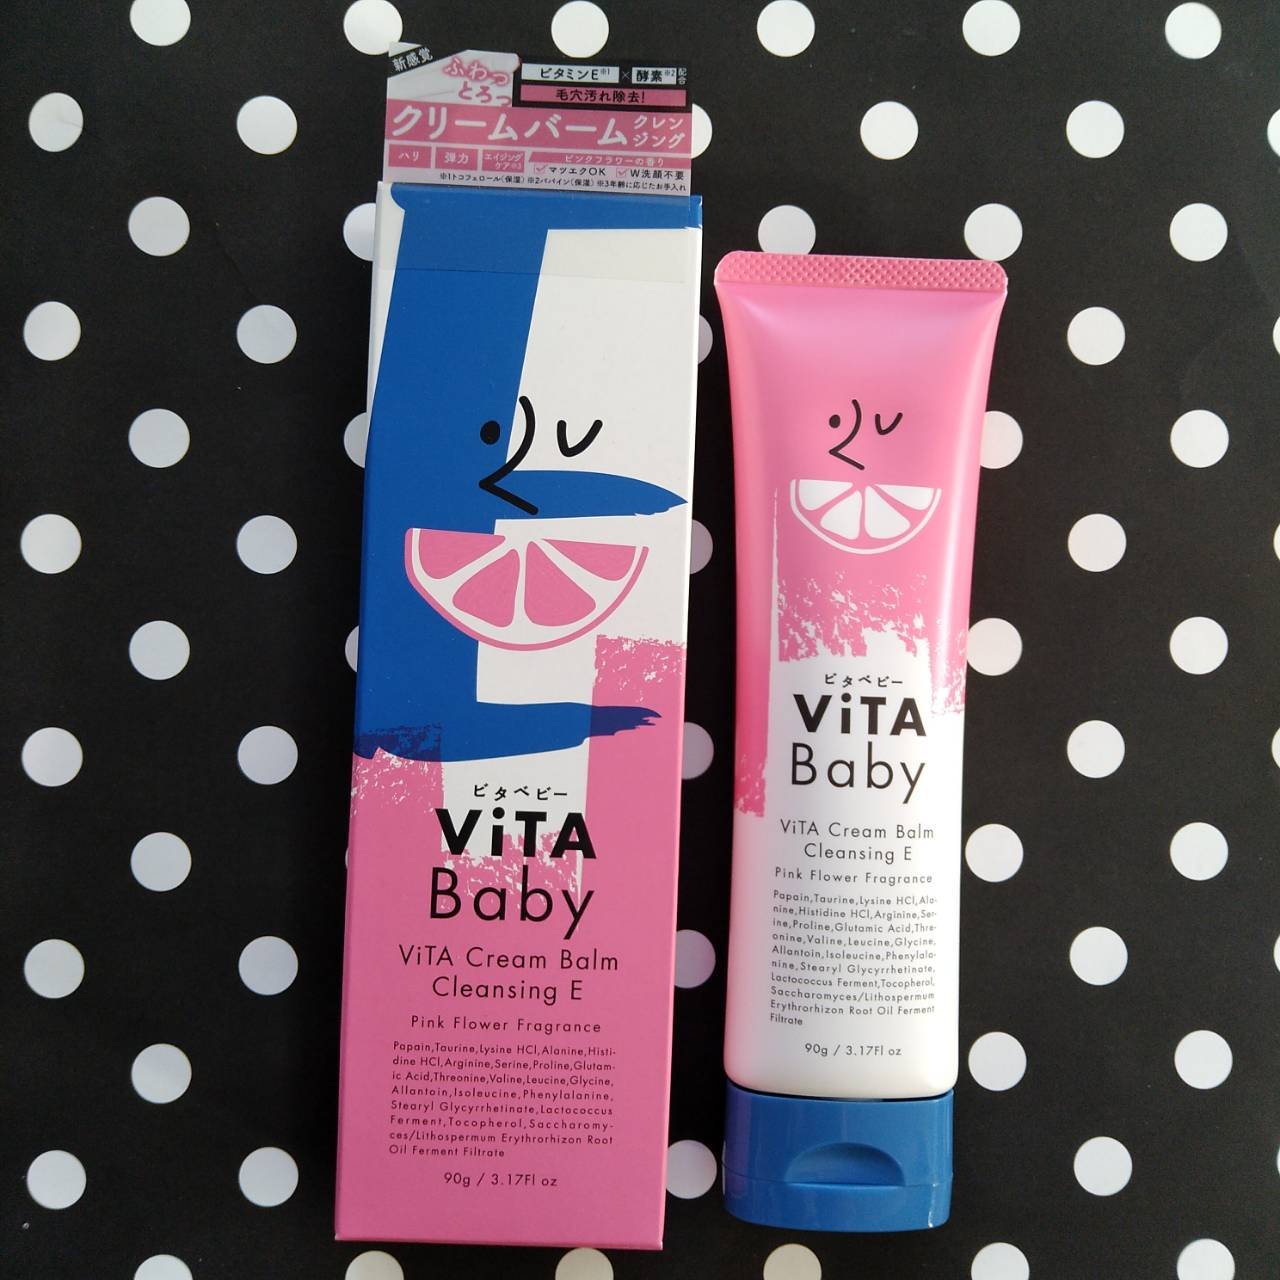 新感覚
ふわっ
とろっ
ビタミンE※1 × 酵素※2 配合
毛穴汚れ除去!
クリームバーム クレンジング
ハリ 弾力 エイジングケア※3
ピンクフラワーの香り
マツエクOK W洗顔不要
※1トコフェロール(保湿) ※2パパイン(保湿) ※3年齢に応じたお手入れ
ビタベビー
ViTA
Baby
ViTA Cream Balm
Cleansing E
Pink Flower Fragrance
Papain,Taurine,Lysine HCl,Alanine,Histi-
dine HCl,Arginine,Serine,Proline,Glutam-
ic Acid,Threonine,Valine,Leucine,Glycine,
Allantoin,Isoleucine,Phenylalanine,
Stearyl Glycyrrhetinate,Lactococcus
Ferment,Tocopherol,Saccharomy-
ces/Lithospermum Erythrorhizon Root
Oil Ferment Filtrate
90g / 3.17Fl oz
ビタベビー
ViTA
Baby
ViTA Cream Balm
Cleansing E
Pink Flower Fragrance
Papain,Taurine,Lysine HCl,Ala-
nine,Histidine HCl,Arginine,Ser-
ine,Proline,Glutamic Acid,Thre-
onine,Valine,Leucine,Glycine,
Allantoin,Isoleucine,Phenylala-
nine,Stearyl Glycyrrhetinate,
Lactococcus Ferment,Tocopherol,
Saccharomyces/Lithospermum
Erythrorhizon Root Oil Ferment
Filtrate
90g / 3.17Fl oz